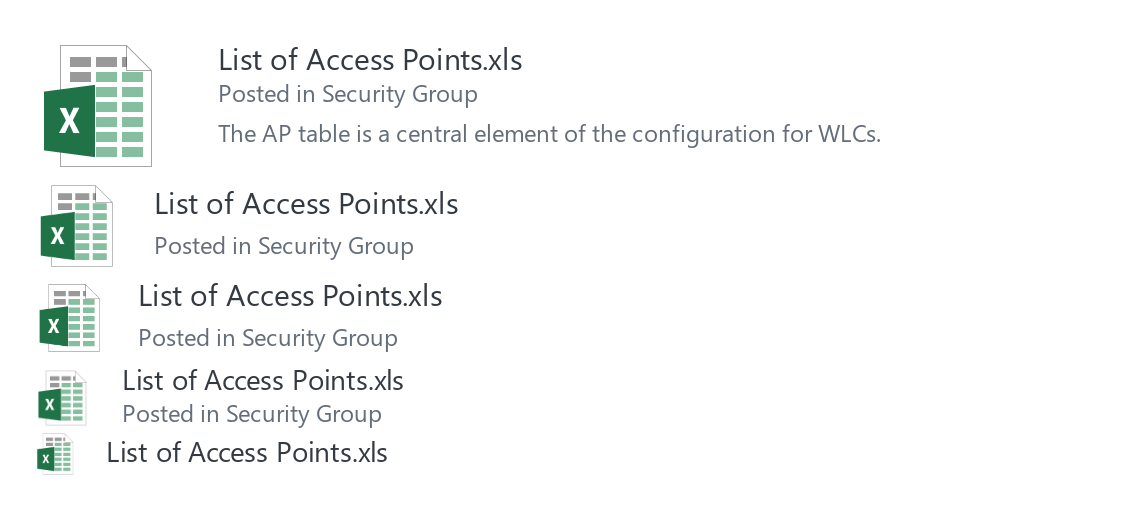 List of Access Points.xls
Posted in Security Group
The AP table is a central element of the configuration for WLCs.
X
List of Access Points.xls
Posted in Security Group
X
List of Access Points.xls
Posted in Security Group
X
List of Access Points.xls
Posted in Security Group
X
List of Access Points.xls
X